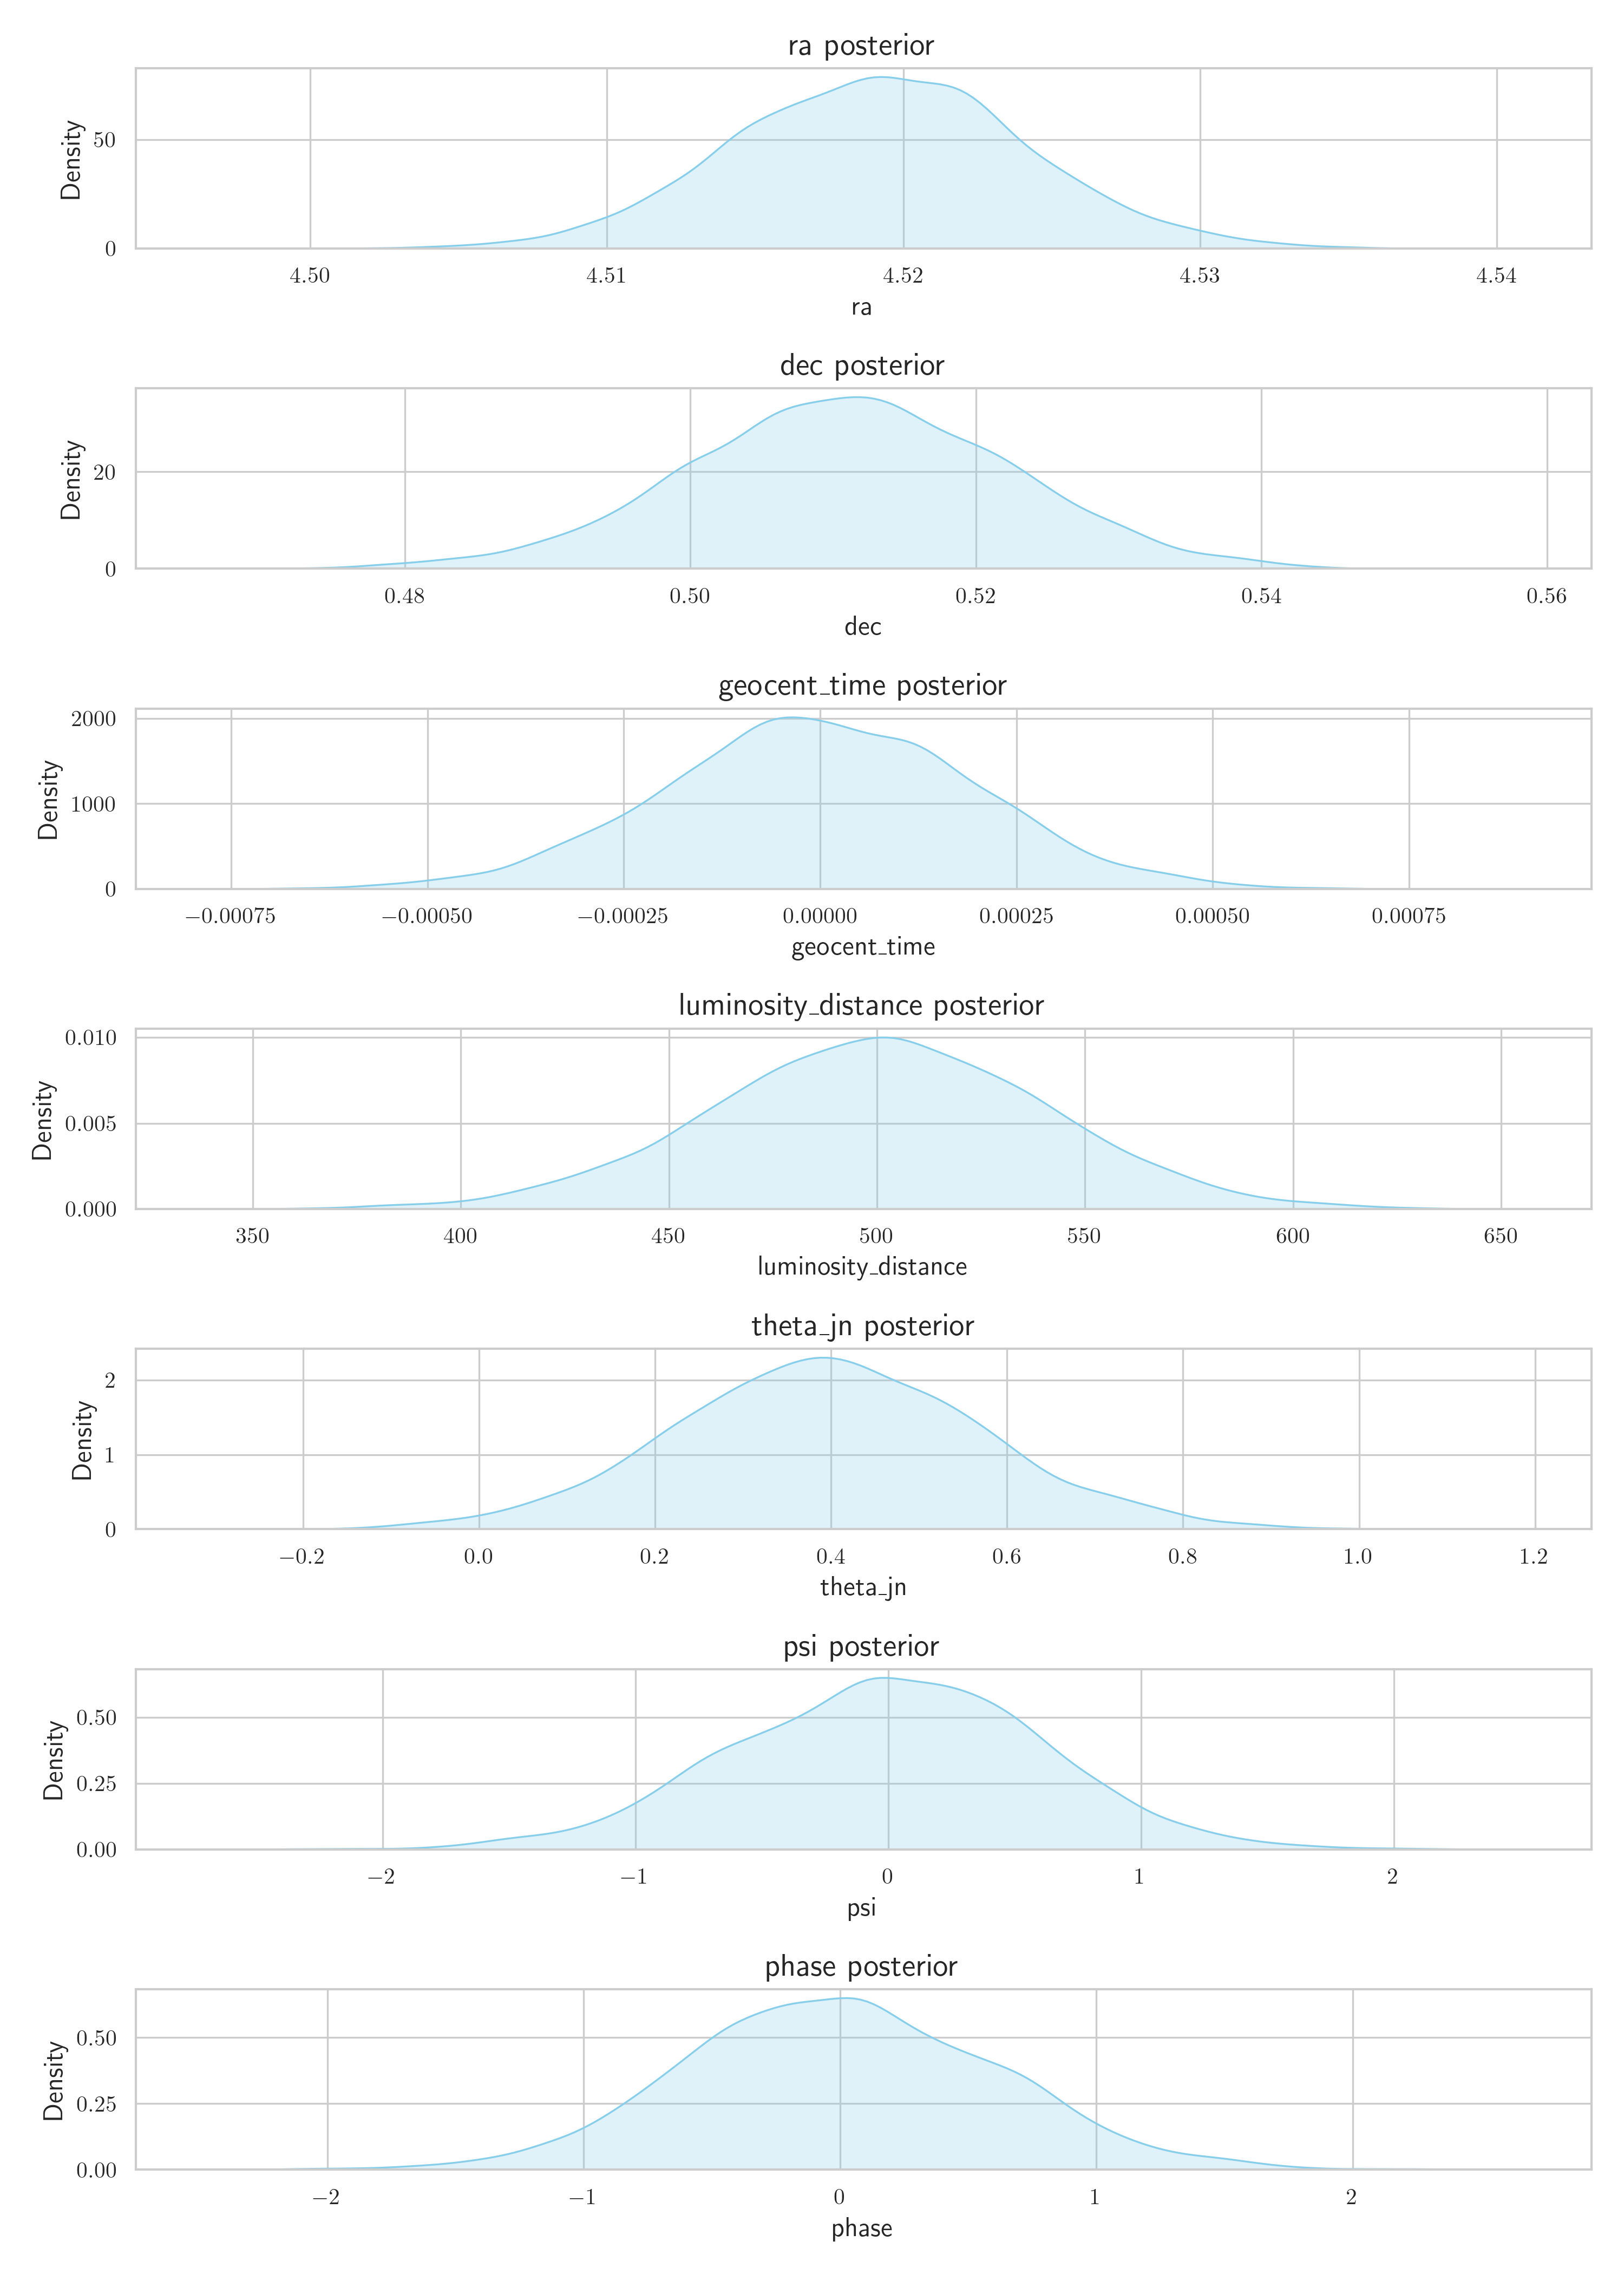 ra posterior
Density
50
0
4.50 4.51 4.52 4.53 4.54
ra
dec posterior
Density
20
0
0.48 0.50 0.52 0.54 0.56
dec
geocent_time posterior
Density
2000
1000
0
−0.00075 −0.00050 −0.00025 0.00000 0.00025 0.00050 0.00075
geocent_time
luminosity_distance posterior
Density
0.010
0.005
0.000
350 400 450 500 550 600 650
luminosity_distance
theta_jn posterior
Density
2
1
0
−0.2 0.0 0.2 0.4 0.6 0.8 1.0 1.2
theta_jn
psi posterior
Density
0.50
0.25
0.00
−2 −1 0 1 2
psi
phase posterior
Density
0.50
0.25
0.00
−2 −1 0 1 2
phase